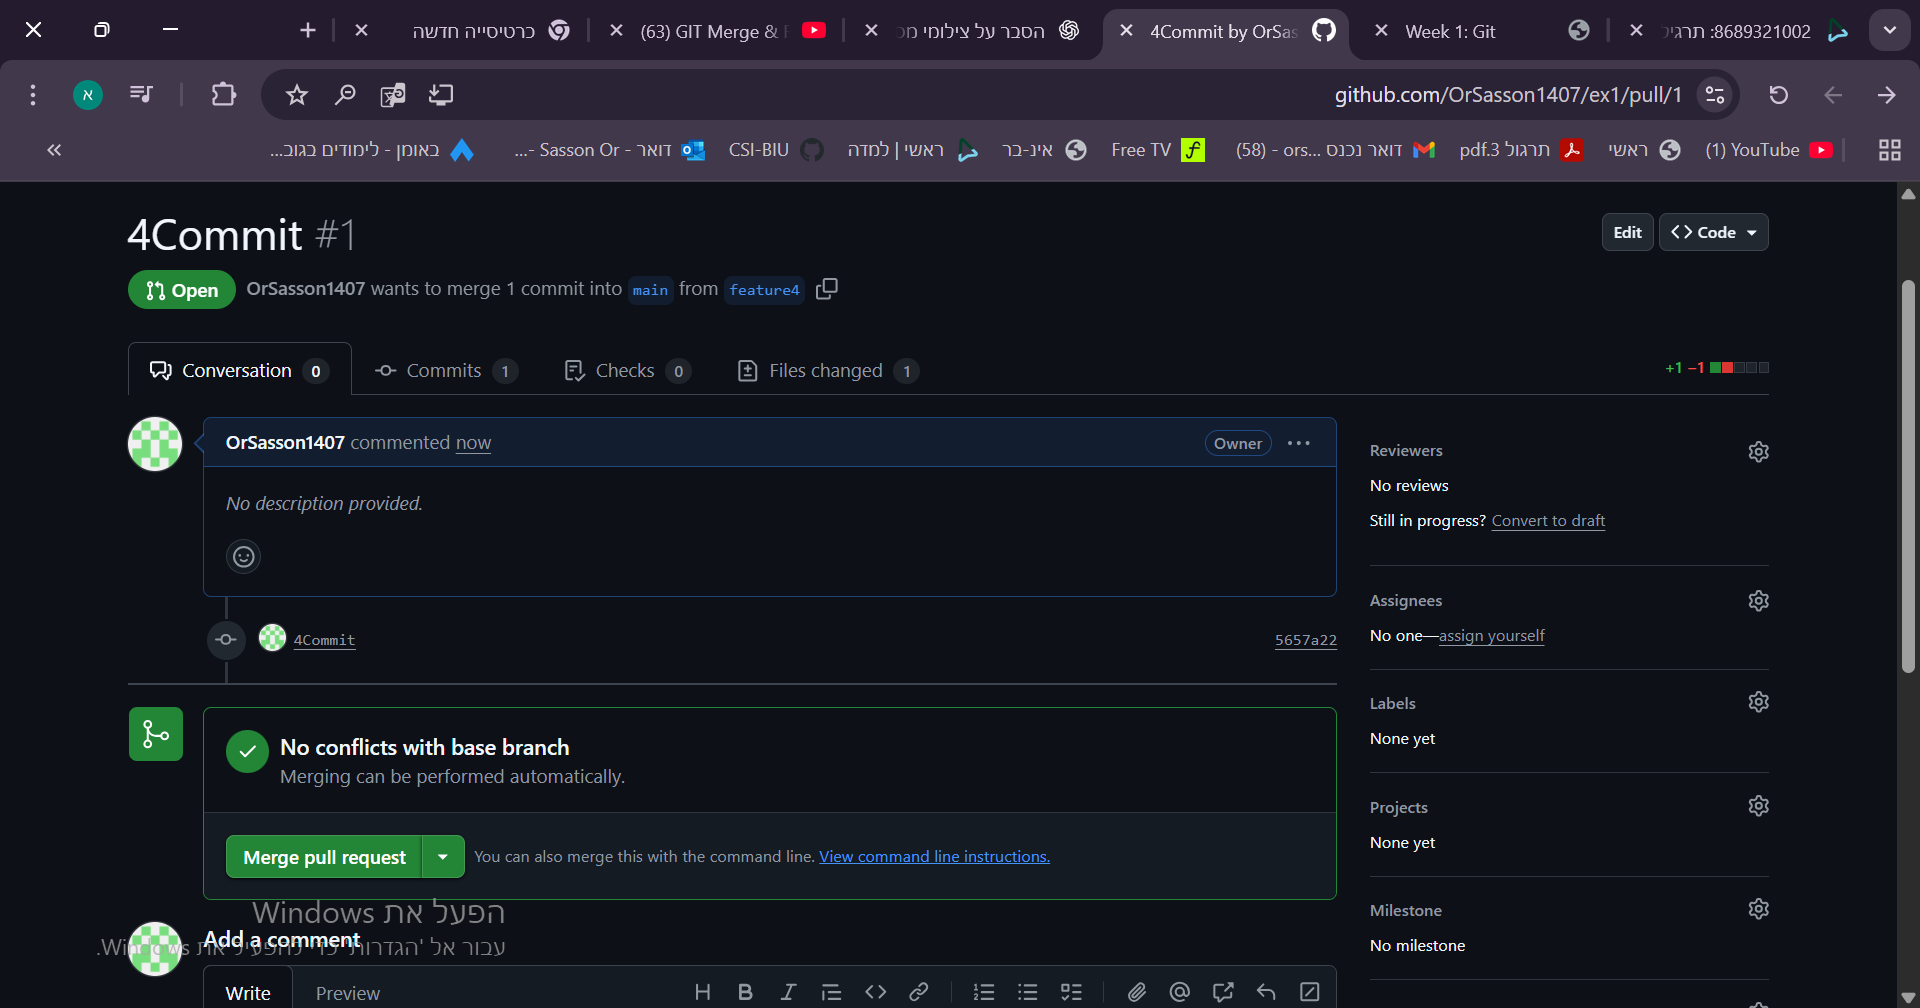 כרטיסייה חדשה
(63) GIT Merge &
הסבר על צילומי
4Commit by OrSas
Week 1: Git
8689321002: תרגיל
א
github.com/OrSasson1407/ex1/pull/1
באומן - לימודים בגוב...
דואר - Sasson Or -...
CSI-BIU
ראשי | למדה
אינ-בר
Free TV
דואר נכנס (58) - ors...
תרגול 3.pdf
ראשי
(1) YouTube
4Commit #1
Edit
Code
Open
OrSasson1407 wants to merge 1 commit into main from feature4
Conversation 0
Commits 1
Checks 0
Files changed 1
+1 −1
OrSasson1407 commented now
Owner
No description provided.
4Commit
5657a22
No conflicts with base branch
Merging can be performed automatically.
Merge pull request
You can also merge this with the command line. View command line instructions.
Add a comment
Write
Preview
Reviewers
No reviews
Still in progress? Convert to draft
Assignees
No one—assign yourself
Labels
None yet
Projects
None yet
Milestone
No milestone
הפעל את Windows
עבור אל 'הגדרות' כדי להפעיל את Windows.